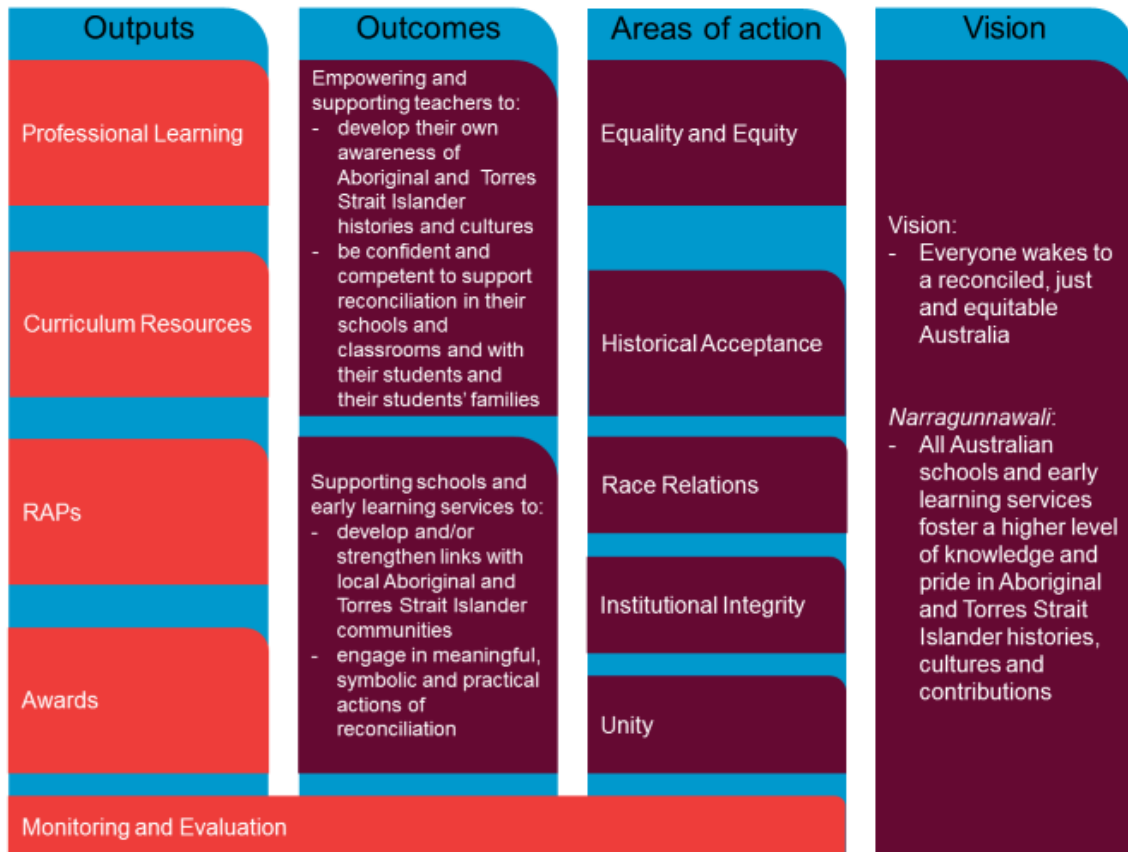 Outputs
Professional Learning
Curriculum Resources
RAPs
Awards
Outcomes
Empowering and
supporting teachers to:
- develop their own
awareness of
Aboriginal and Torres
Strait Islander
histories and cultures
- be confident and
competent to support
reconciliation in their
schools and
classrooms and with
their students and
their students' families
Supporting schools and
early learning services to:
- develop and/or
strengthen links with
local Aboriginal and
Torres Strait Islander
communities
- engage in meaningful,
symbolic and practical
actions of
reconciliation
Areas of action
Equality and Equity
Historical Acceptance
Race Relations
Institutional Integrity
Unity
Vision
Vision:
- Everyone wakes to
a reconciled, just
and equitable
Australia
Narragunnawali:
- All Australian
schools and early
learning services
foster a higher level
of knowledge and
pride in Aboriginal
and Torres Strait
Islander histories,
cultures and
contributions
Monitoring and Evaluation